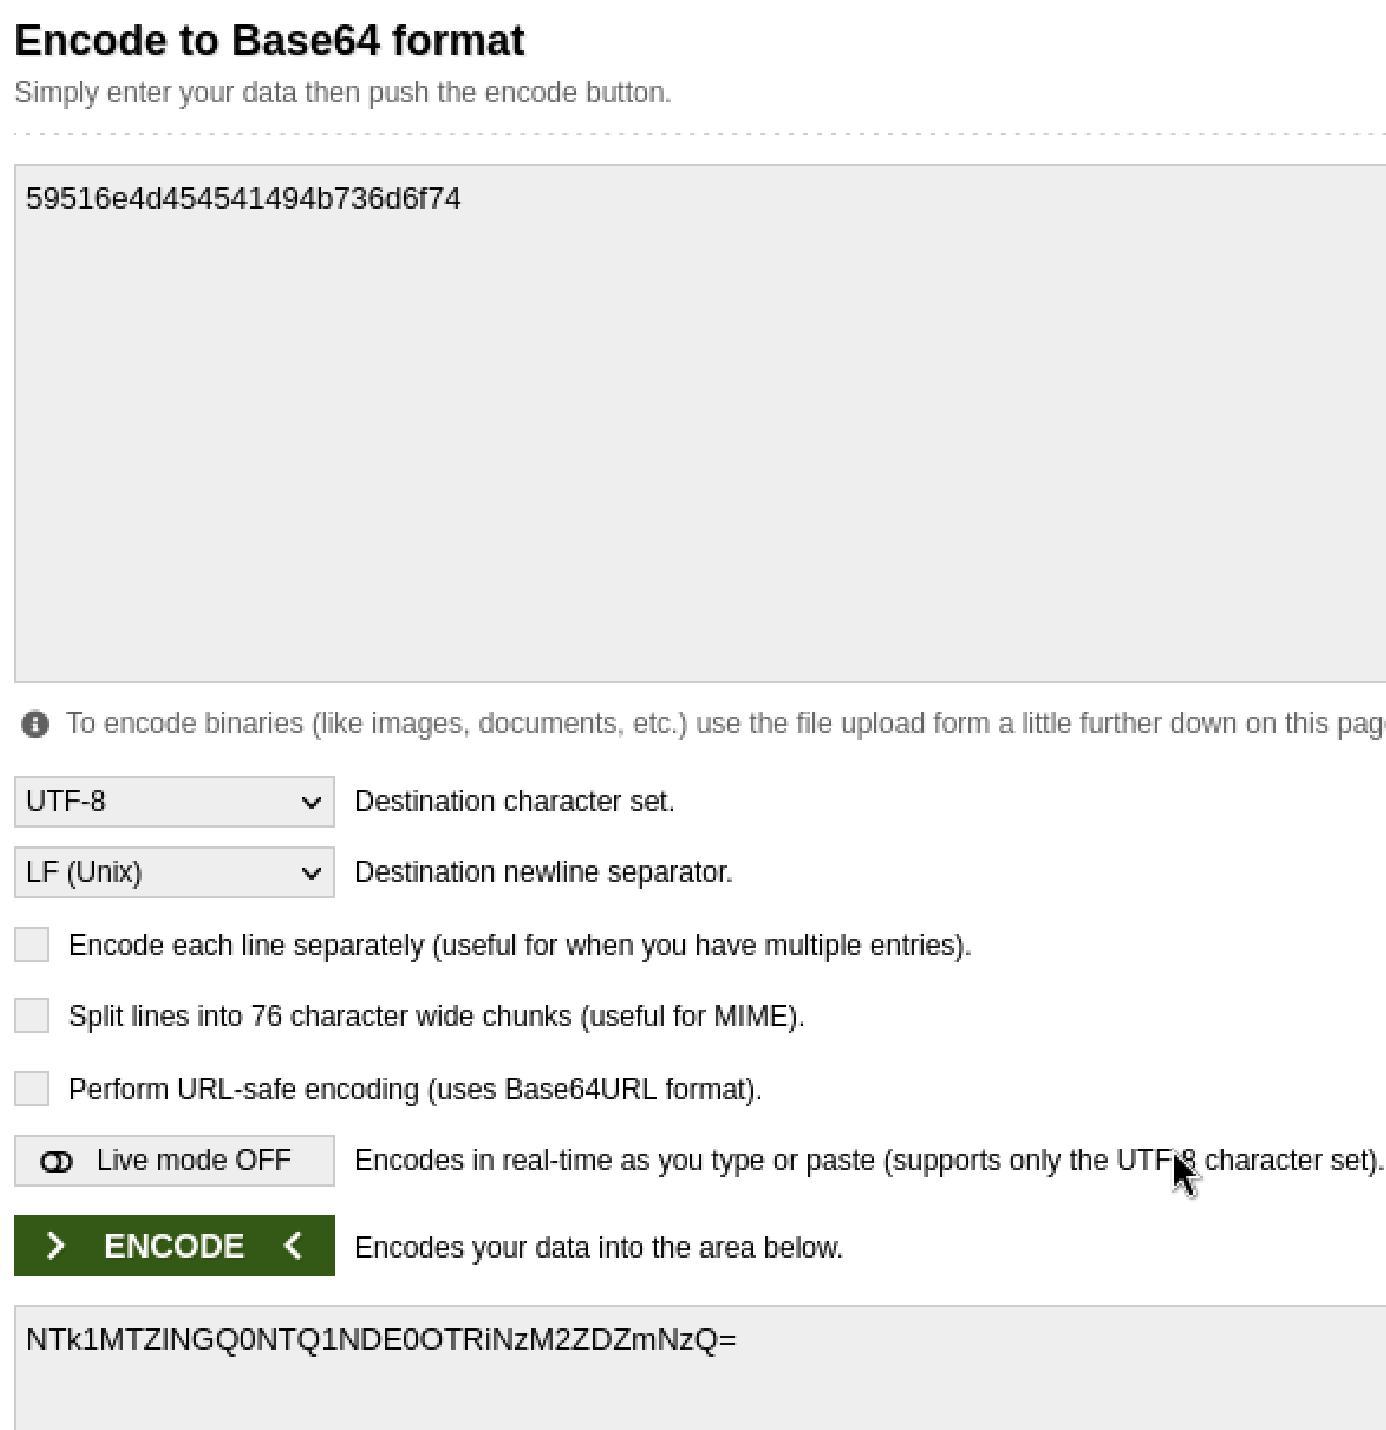 Encode to Base64 format
Simply enter your data then push the encode button.
59516e4d454541494b736d6f74
To encode binaries (like images, documents, etc.) use the file upload form a little further down on this pag
UTF-8 Destination character set.
LF (Unix) Destination newline separator.
Encode each line separately (useful for when you have multiple entries).
Split lines into 76 character wide chunks (useful for MIME).
Perform URL-safe encoding (uses Base64URL format).
Live mode OFF Encodes in real-time as you type or paste (supports only the UTF-8 character set).
> ENCODE < Encodes your data into the area below.
NTk1MTZlNGQ0NTQ1NDE0OTRiNzM2ZDZmNzQ=